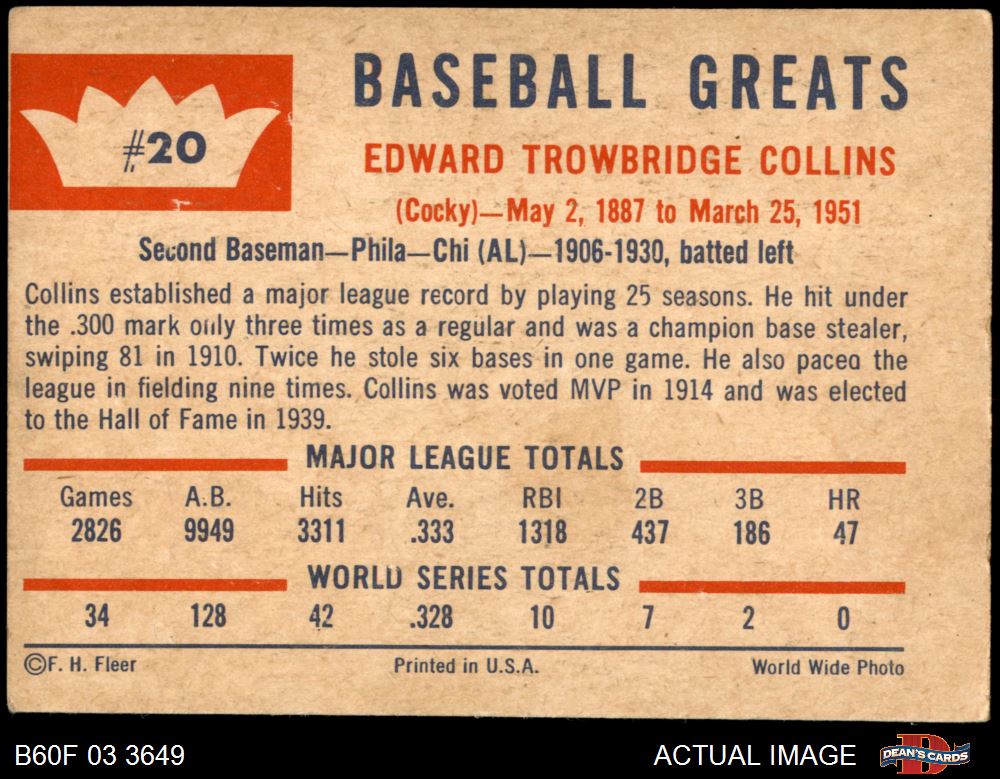 #20
BASEBALL GREATS
EDWARD TROWBRIDGE COLLINS
(Cocky)—May 2, 1887 to March 25, 1951
Second Baseman—Phila—Chi (AL)—1906-1930, batted left
Collins established a major league record by playing 25 seasons. He hit under
the .300 mark only three times as a regular and was a champion base stealer,
swiping 81 in 1910. Twice he stole six bases in one game. He also paced the
league in fielding nine times. Collins was voted MVP in 1914 and was elected
to the Hall of Fame in 1939.
MAJOR LEAGUE TOTALS
Games A.B. Hits Ave. RBI 2B 3B HR
2826 9949 3311 .333 1318 437 186 47
WORLD SERIES TOTALS
34 128 42 .328 10 7 2 0
©F. H. Fleer Printed in U.S.A. World Wide Photo
B60F 03 3649 ACTUAL IMAGE DEAN'S CARDS